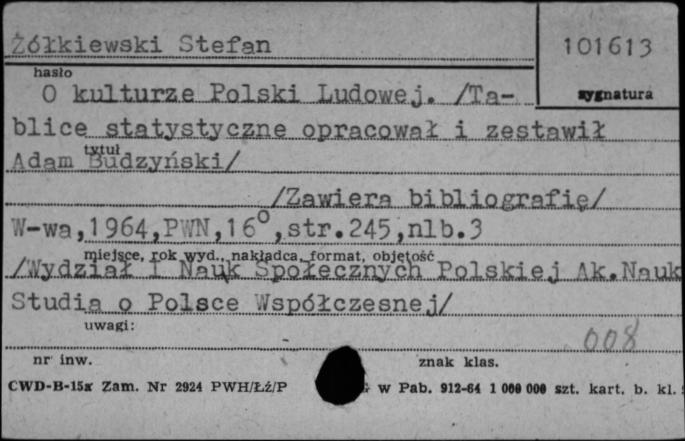 Żółkiewski Stefan
101613
hasło
sygnatura
O kulturze Polski Ludowej. /Ta-
blice statystyczne opracował i zestawił
tytuł
Adam Budzyński/
/Zawiera bibliografię/
W-wa,1964,PWN,16°,str.245,nlb.3
miejsce, rok wyd., nakładca, format, objętość
/Wydział I Nauk Społecznych Polskiej Ak.Nauk
Studia o Polsce Współczesnej/
uwagi:
008
nr inw.
znak klas.
CWD-B-15a Zam. Nr 2924 PWH/Łź/P
w Pab. 912-64 1 000 000 szt. kart. b. kl.